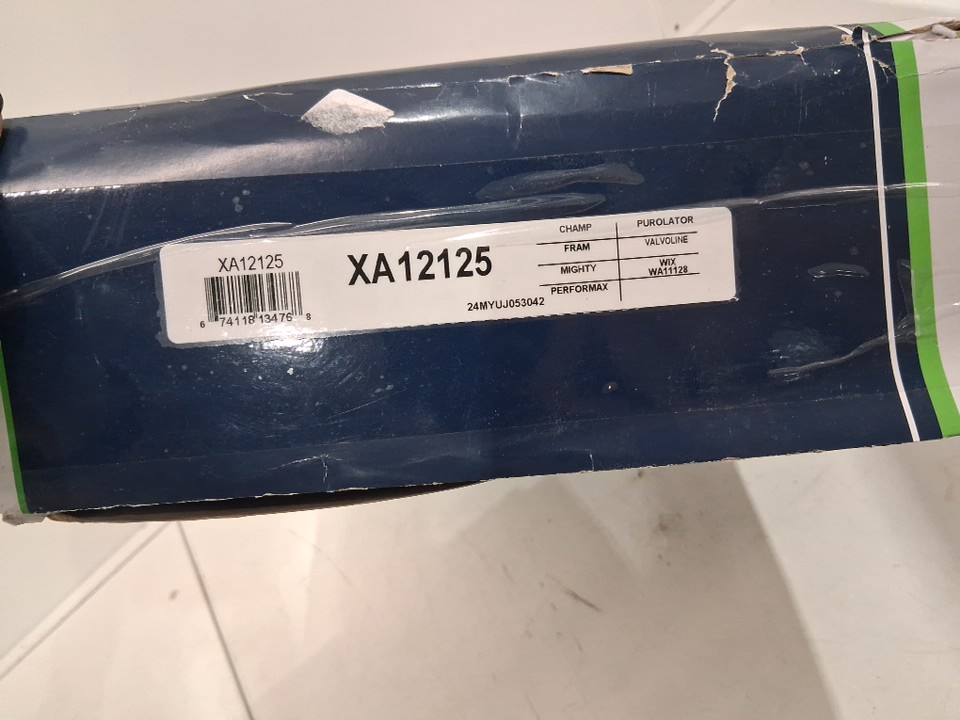 XA12125
6 74118 13476 8
XA12125
24MYUJ053042
CHAMP PUROLATOR
FRAM VALVOLINE
MIGHTY WIX WA11128
PERFORMAX